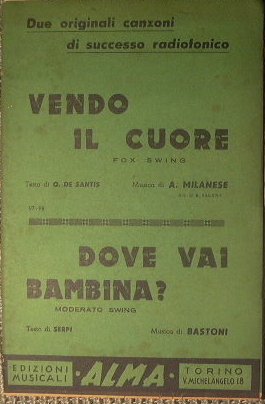 Due originali canzoni
di successo radiofonico
VENDO
IL CUORE
FOX SWING
Testo di O. DE SANTIS
Musica di A. MILANESE
DOVE VAI
BAMBINA?
MODERATO SWING
Testo di SERPI
Musica di BASTONI
EDIZIONI
MUSICALI
·ALMA·
TORINO
V. MICHELANGELO 18